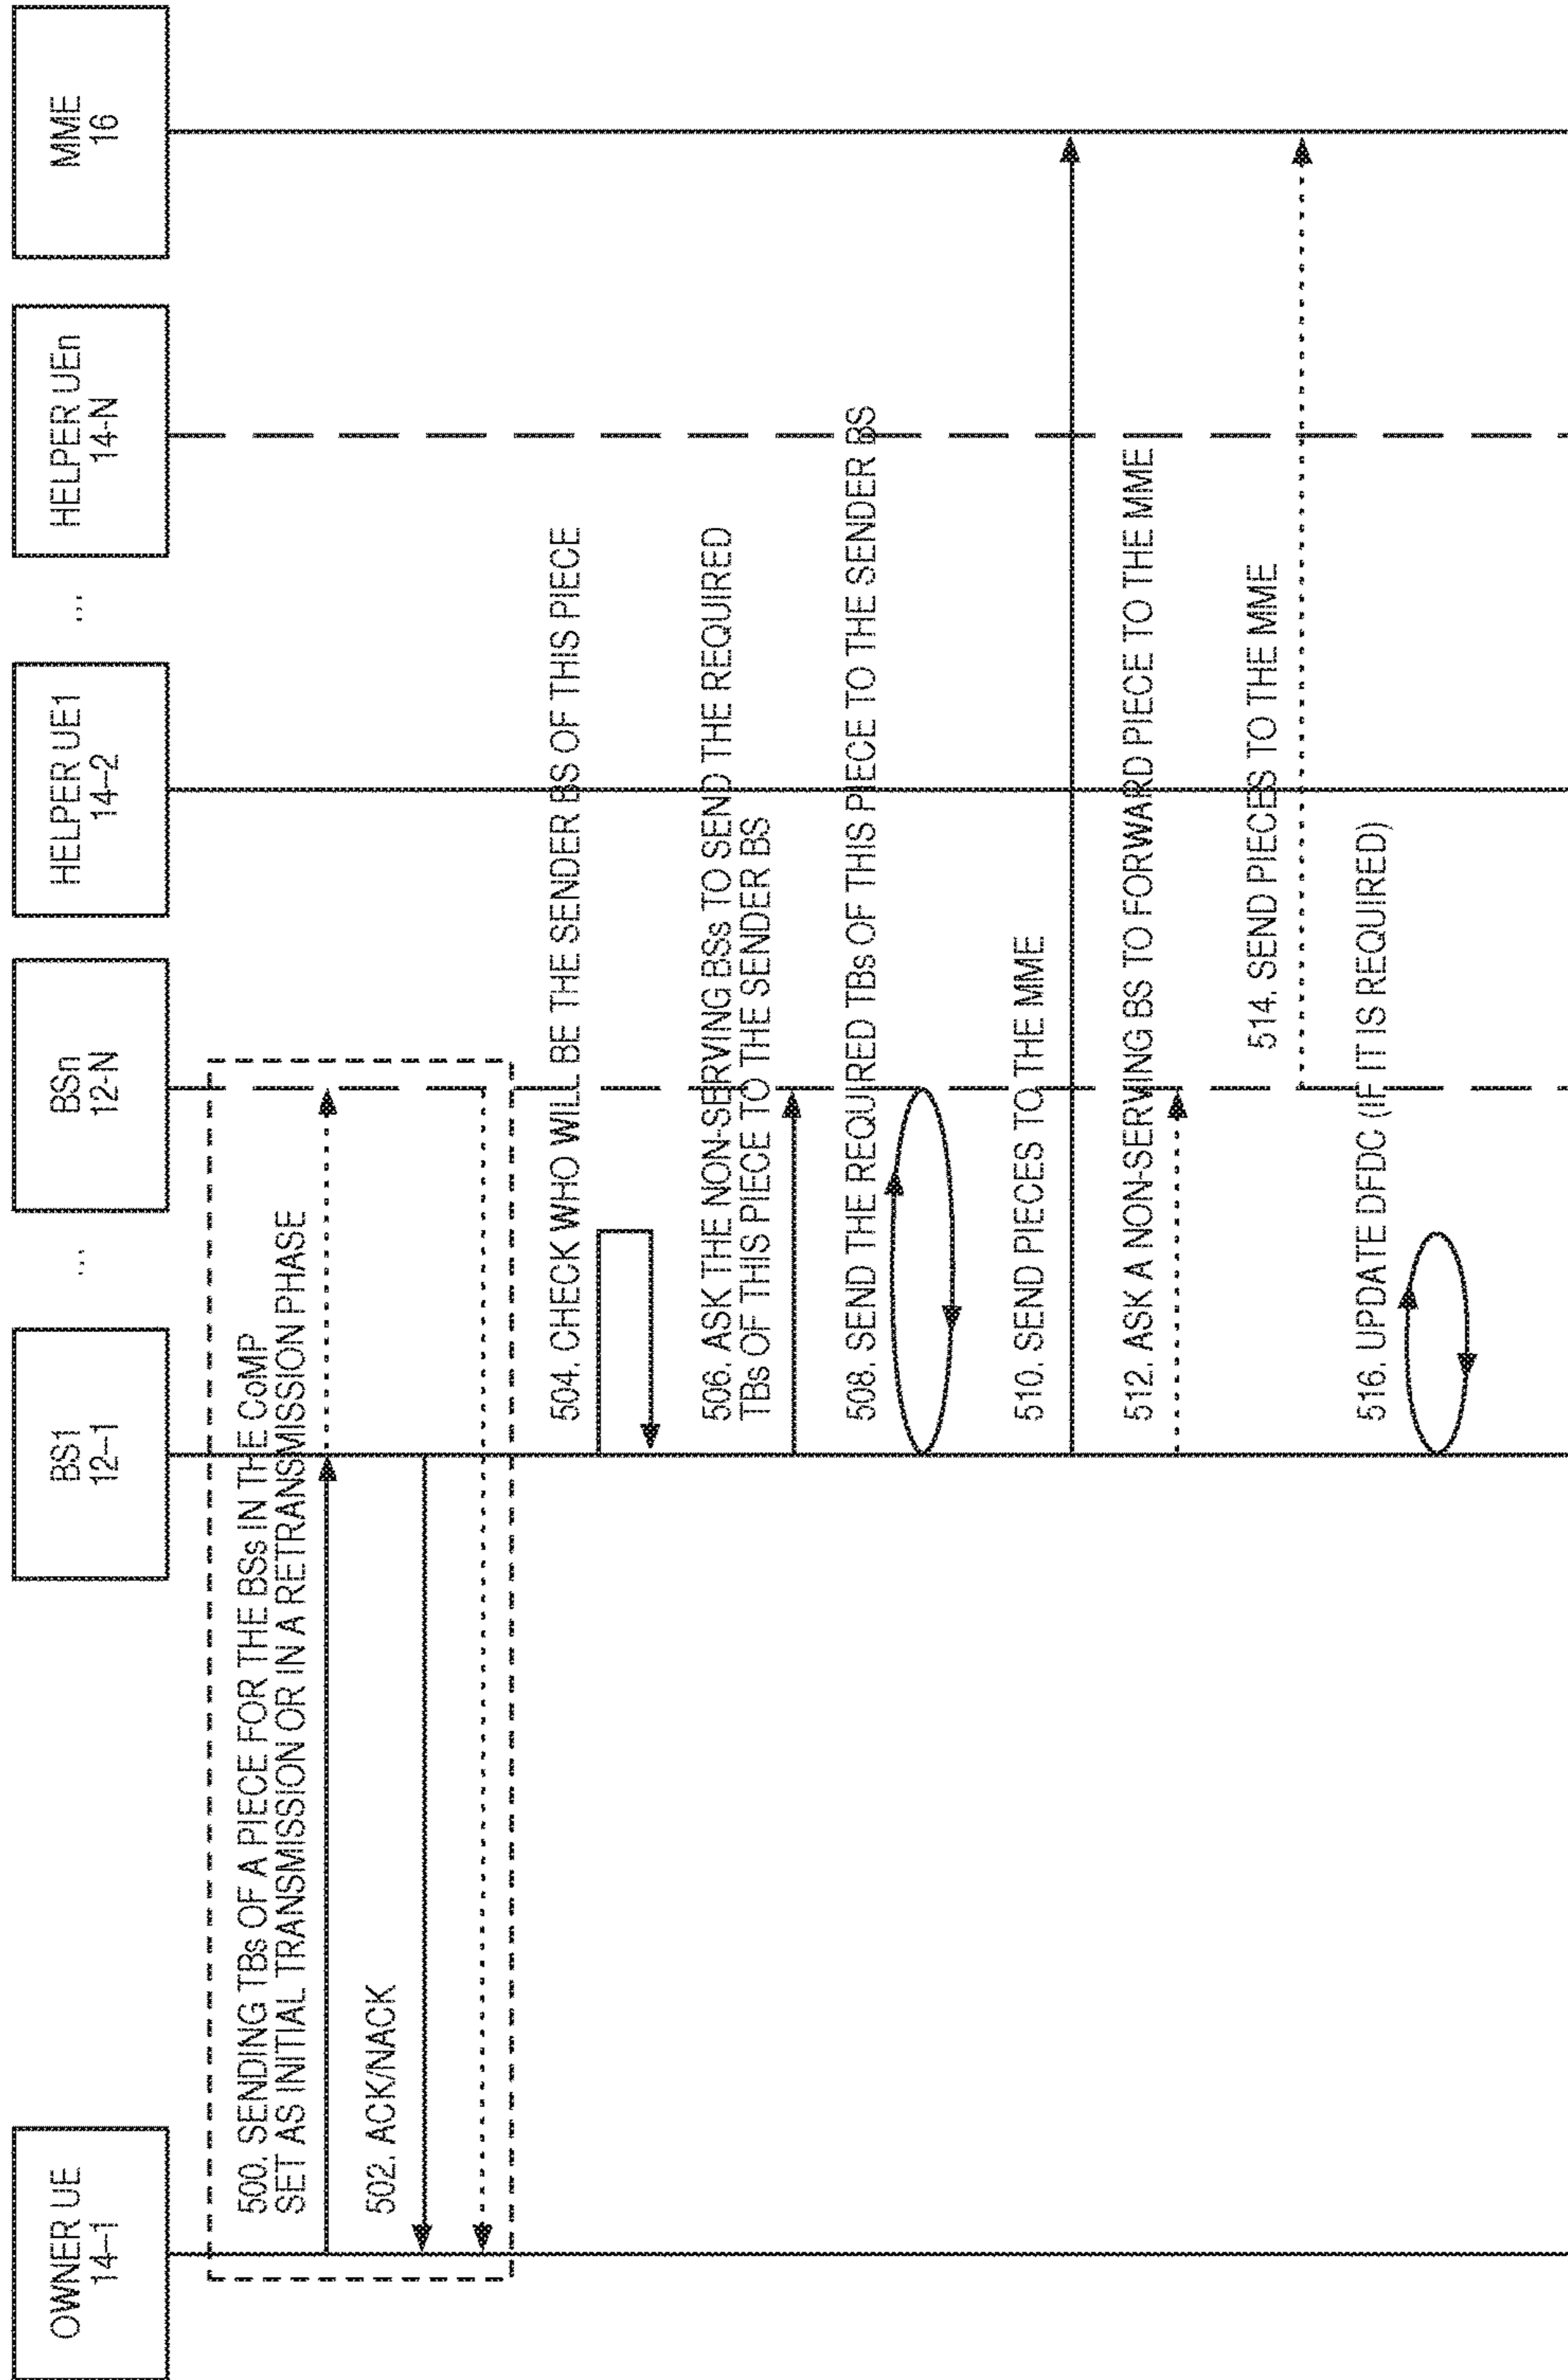 OWNER UE
14–1
BS1
12–1
...
BSn
12-N
HELPER UE1
14–2
...
HELPER UEn
14-N
MME
16
500. SENDING TBs OF A PIECE FOR THE BSs IN THE CoMP
SET AS INITIAL TRANSMISSION OR IN A RETRANSMISSION PHASE
502. ACK/NACK
504. CHECK WHO WILL BE THE SENDER BS OF THIS PIECE
506. ASK THE NON-SERVING BSs TO SEND THE REQUIRED
TBs OF THIS PIECE TO THE SENDER BS
508. SEND THE REQUIRED TBs OF THIS PIECE TO THE SENDER BS
510. SEND PIECES TO THE MME
512. ASK A NON-SERVING BS TO FORWARD PIECE TO THE MME
514. SEND PIECES TO THE MME
516. UPDATE DFDC (IF IT IS REQUIRED)